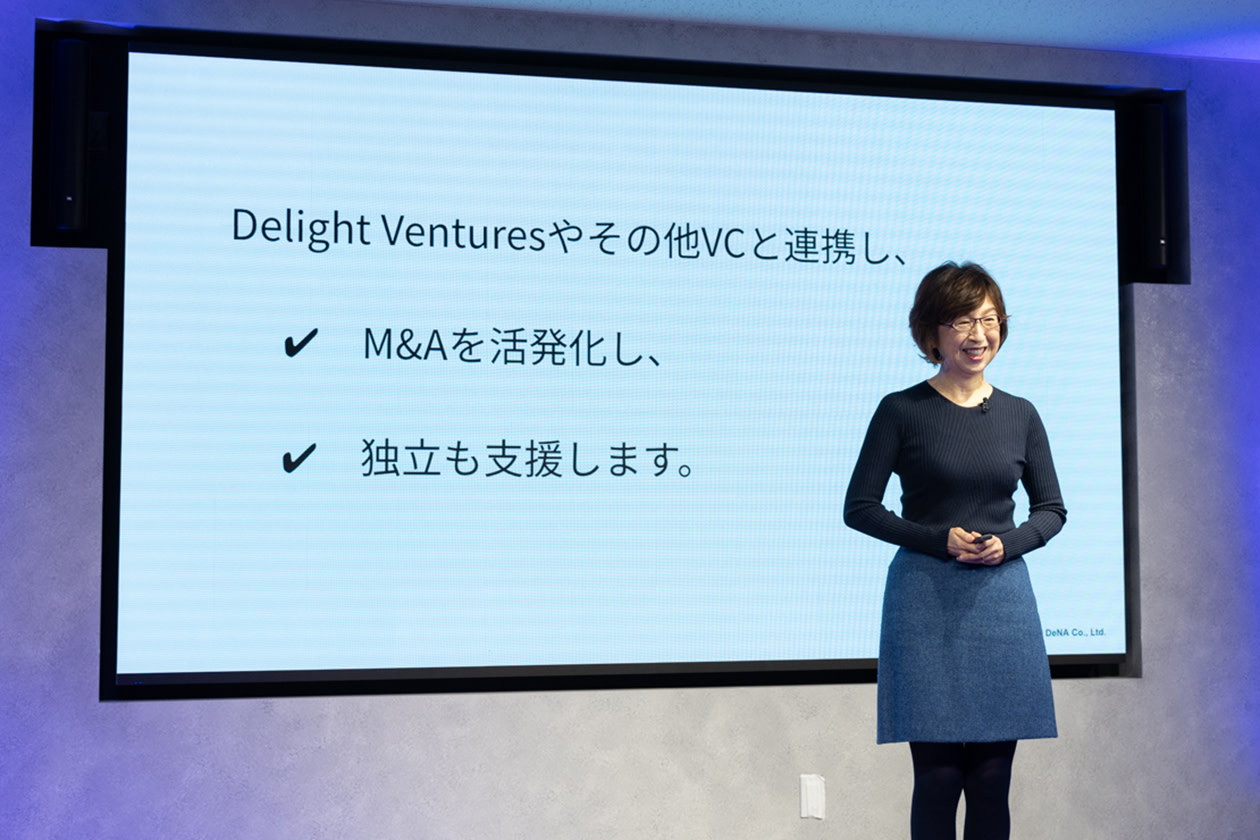 Delight Venturesやその他VCと連携し、
✔ M&Aを活発化し、
✔ 独立も支援します。
DeNA Co., Ltd.